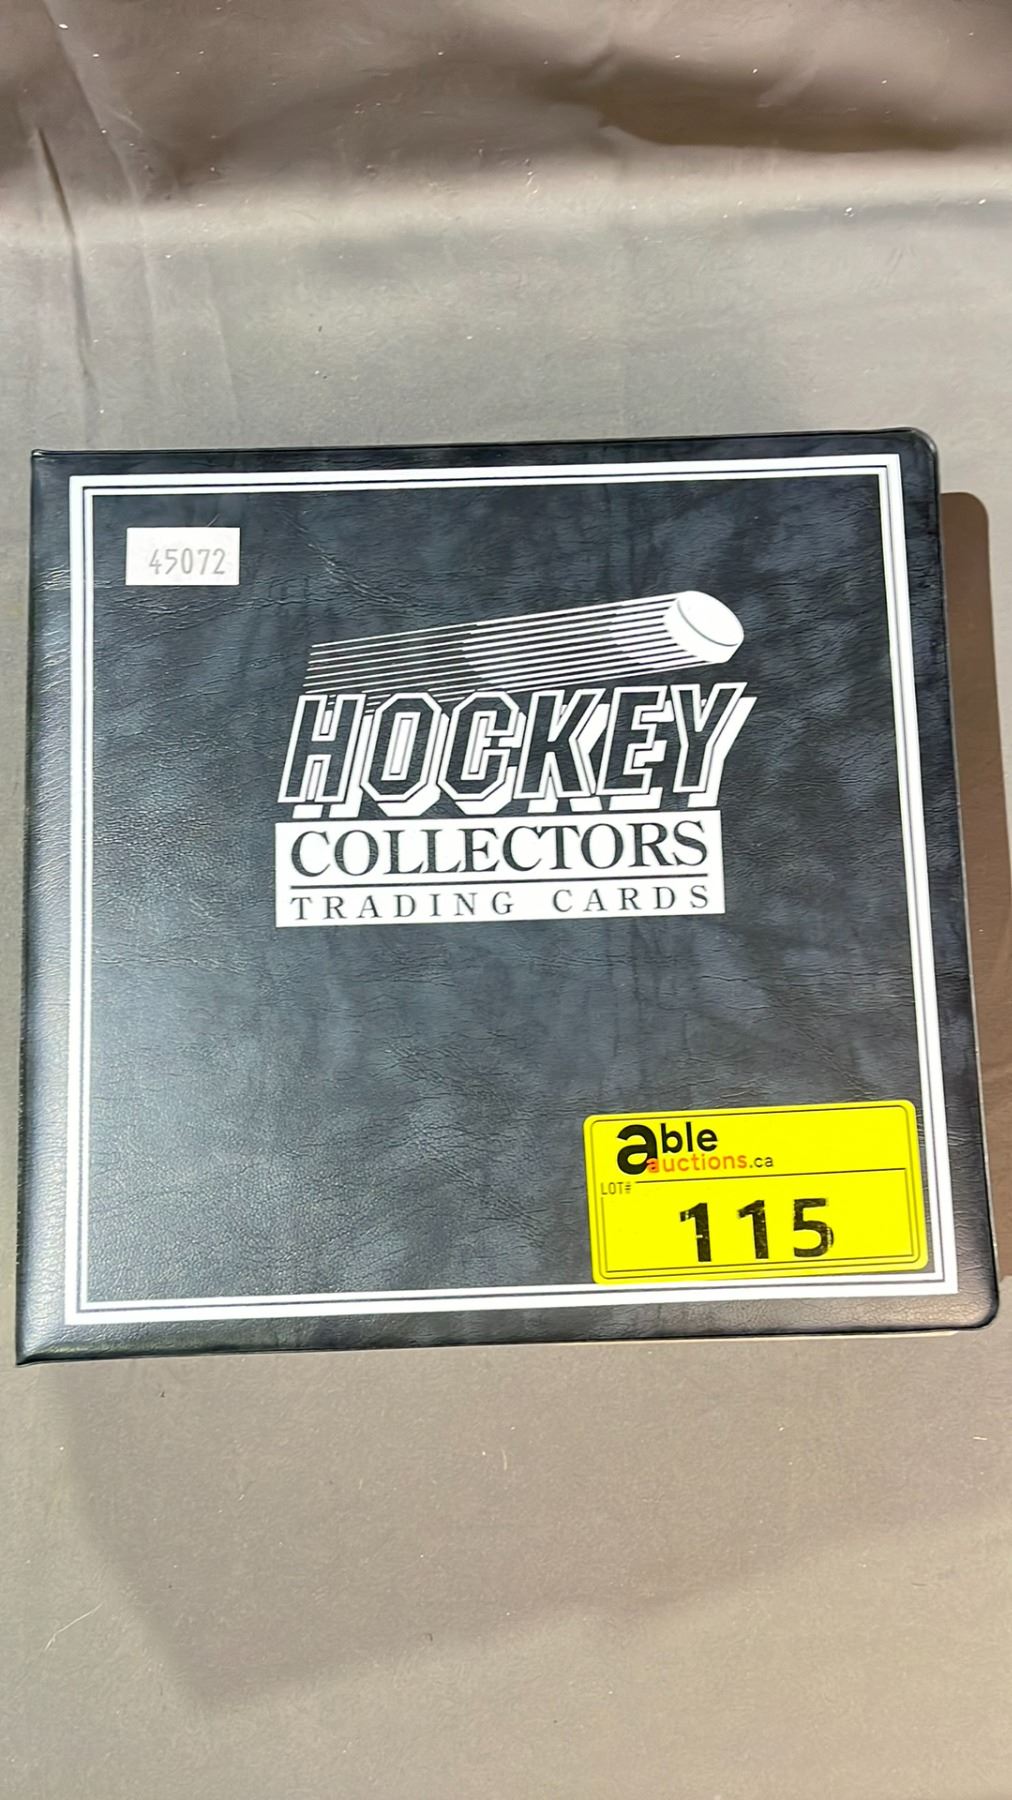 45072
HOCKEY
COLLECTORS
TRADING CARDS
able
auctions.ca
LOT#
115